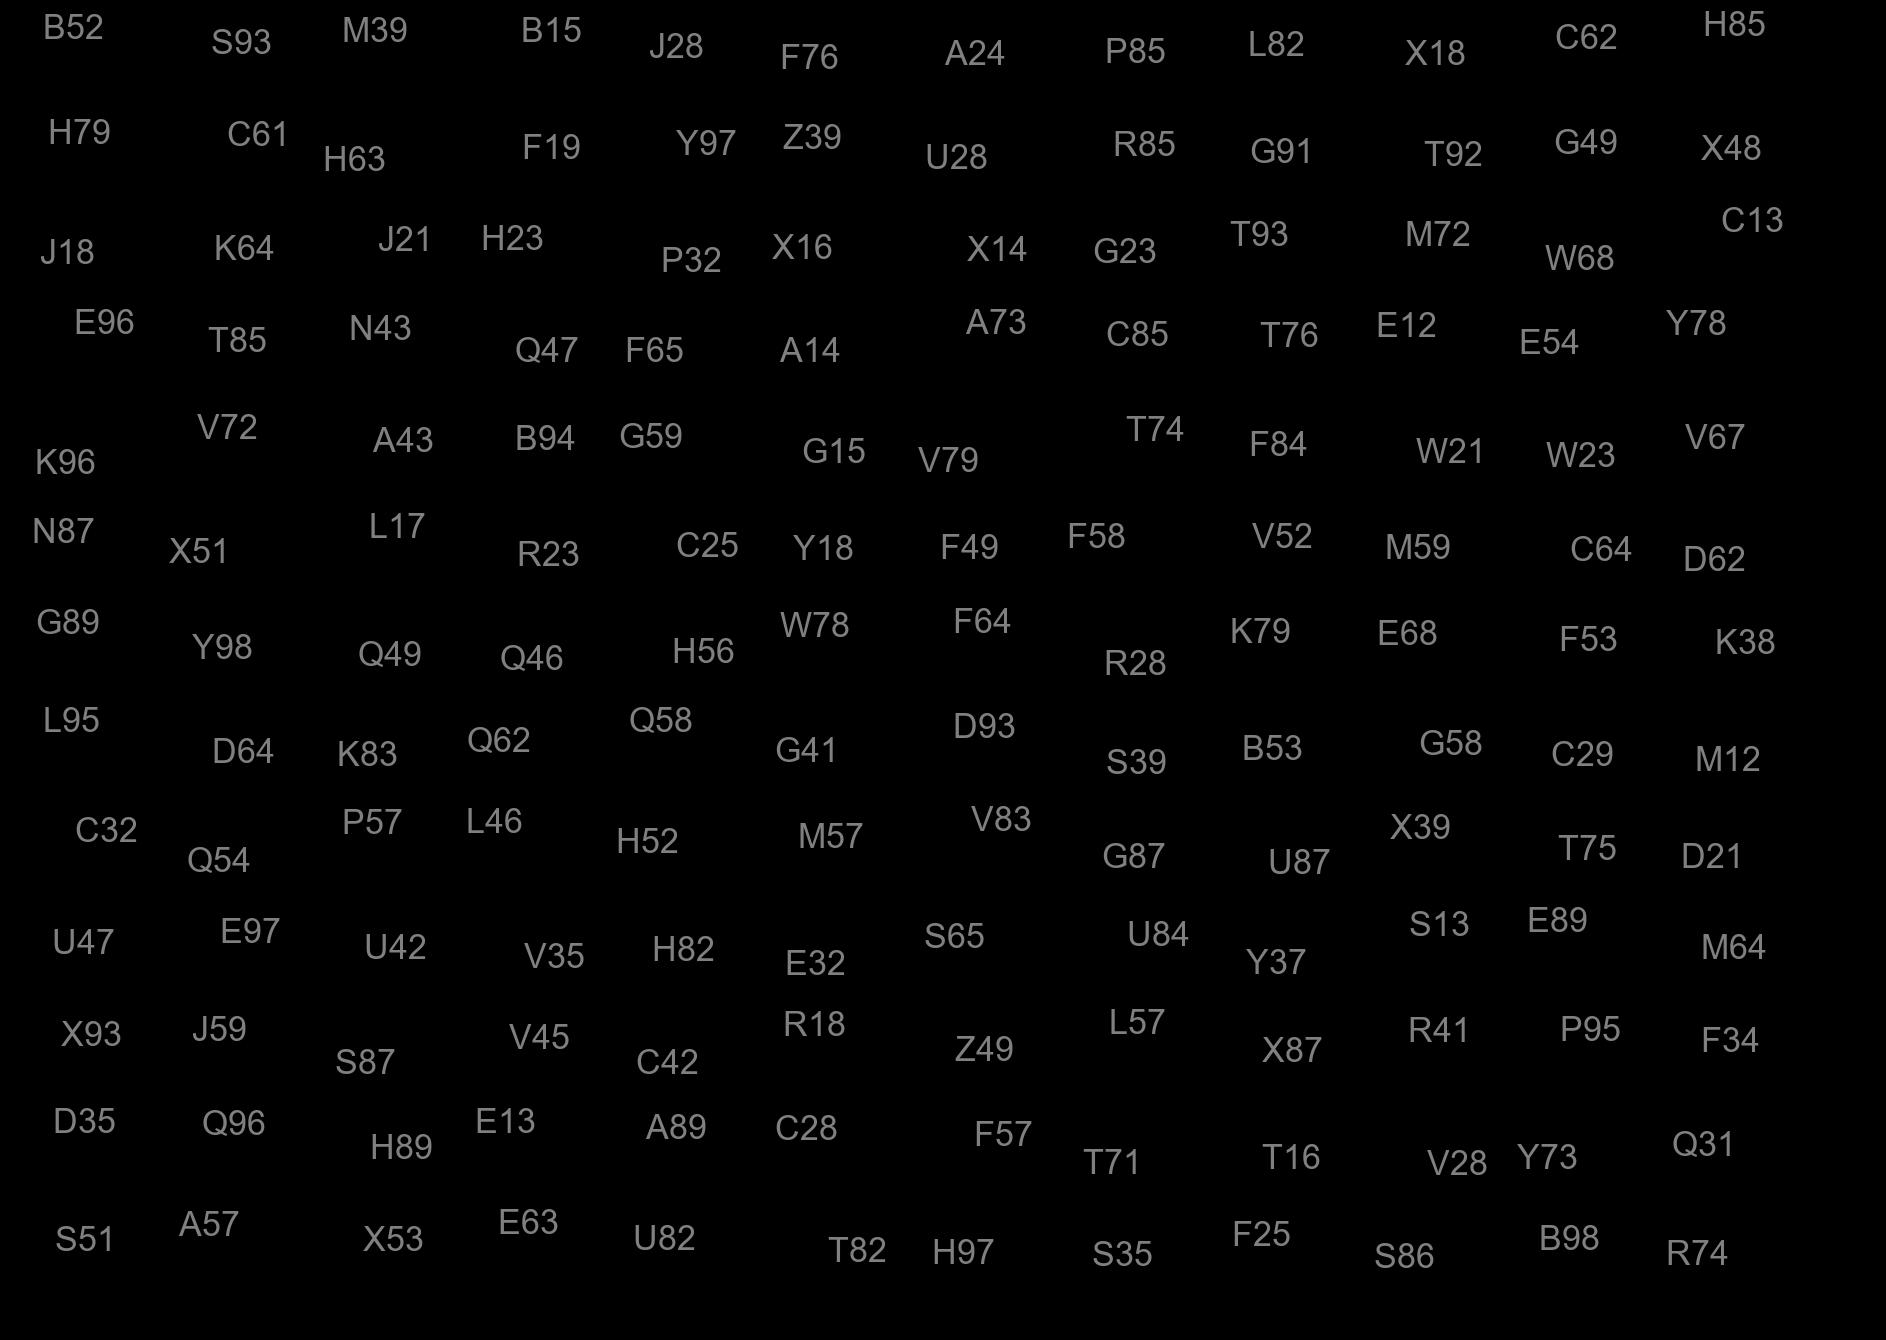 B52 S93 M39 B15 J28 F76 A24 P85 L82 X18 C62 H85
H79 C61 H63 F19 Y97 Z39 U28 R85 G91 T92 G49 X48
J18 K64 J21 H23 P32 X16 X14 G23 T93 M72 W68 C13
E96 T85 N43 Q47 F65 A14 A73 C85 T76 E12 E54 Y78
K96 V72 A43 B94 G59 G15 V79 T74 F84 W21 W23 V67
N87 X51 L17 R23 C25 Y18 F49 F58 V52 M59 C64 D62
G89 Y98 Q49 Q46 H56 W78 F64 R28 K79 E68 F53 K38
L95 D64 K83 Q62 Q58 G41 D93 S39 B53 G58 C29 M12
C32 Q54 P57 L46 H52 M57 V83 G87 U87 X39 T75 D21
U47 E97 U42 V35 H82 E32 S65 U84 Y37 S13 E89 M64
X93 J59 S87 V45 C42 R18 Z49 L57 X87 R41 P95 F34
D35 Q96 H89 E13 A89 C28 F57 T71 T16 V28 Y73 Q31
S51 A57 X53 E63 U82 T82 H97 S35 F25 S86 B98 R74